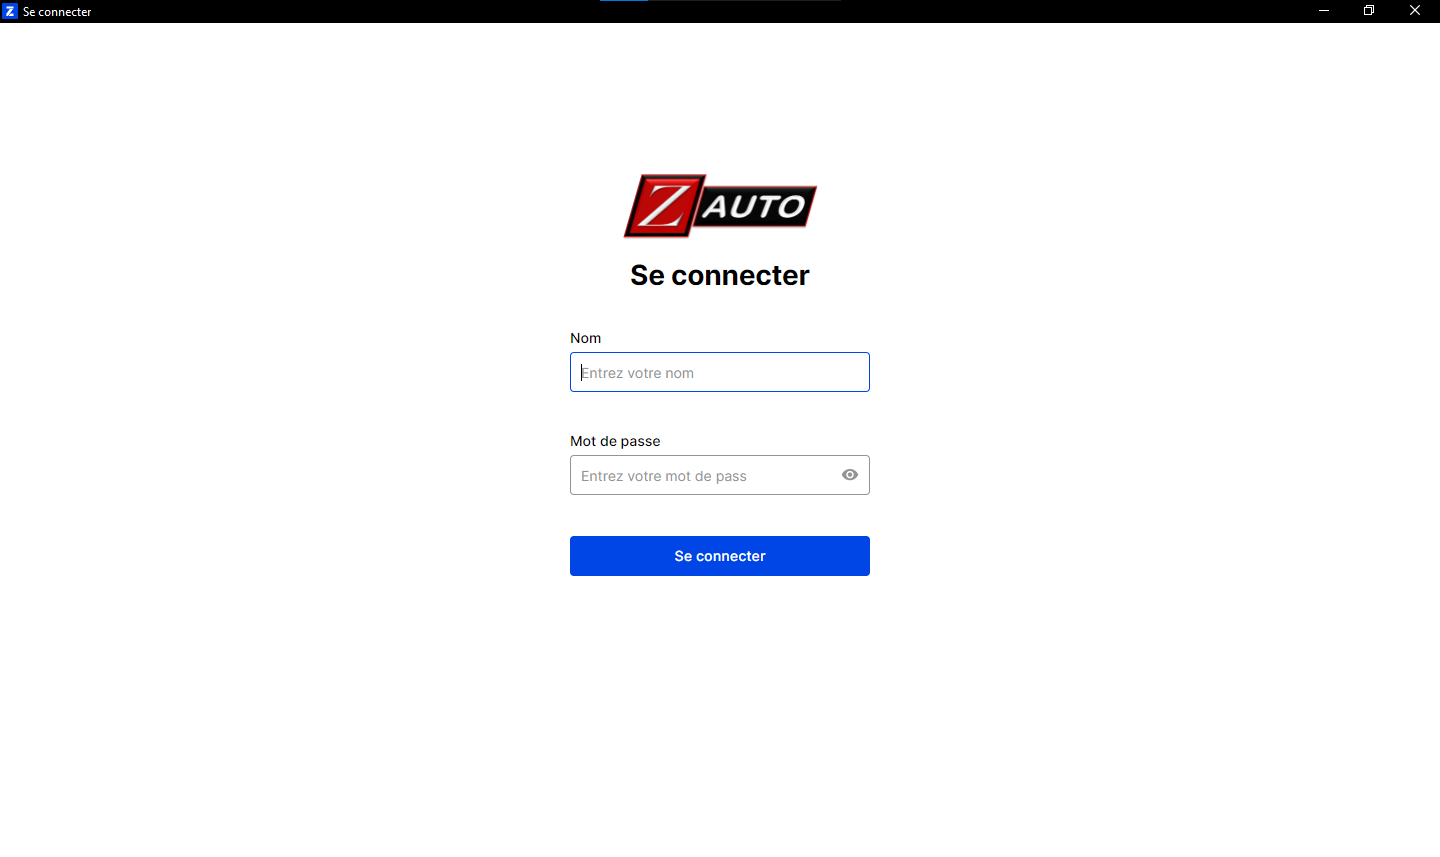 Se connecter
Z AUTO
Se connecter
Nom
Entrez votre nom
Mot de passe
Entrez votre mot de pass
Se connecter